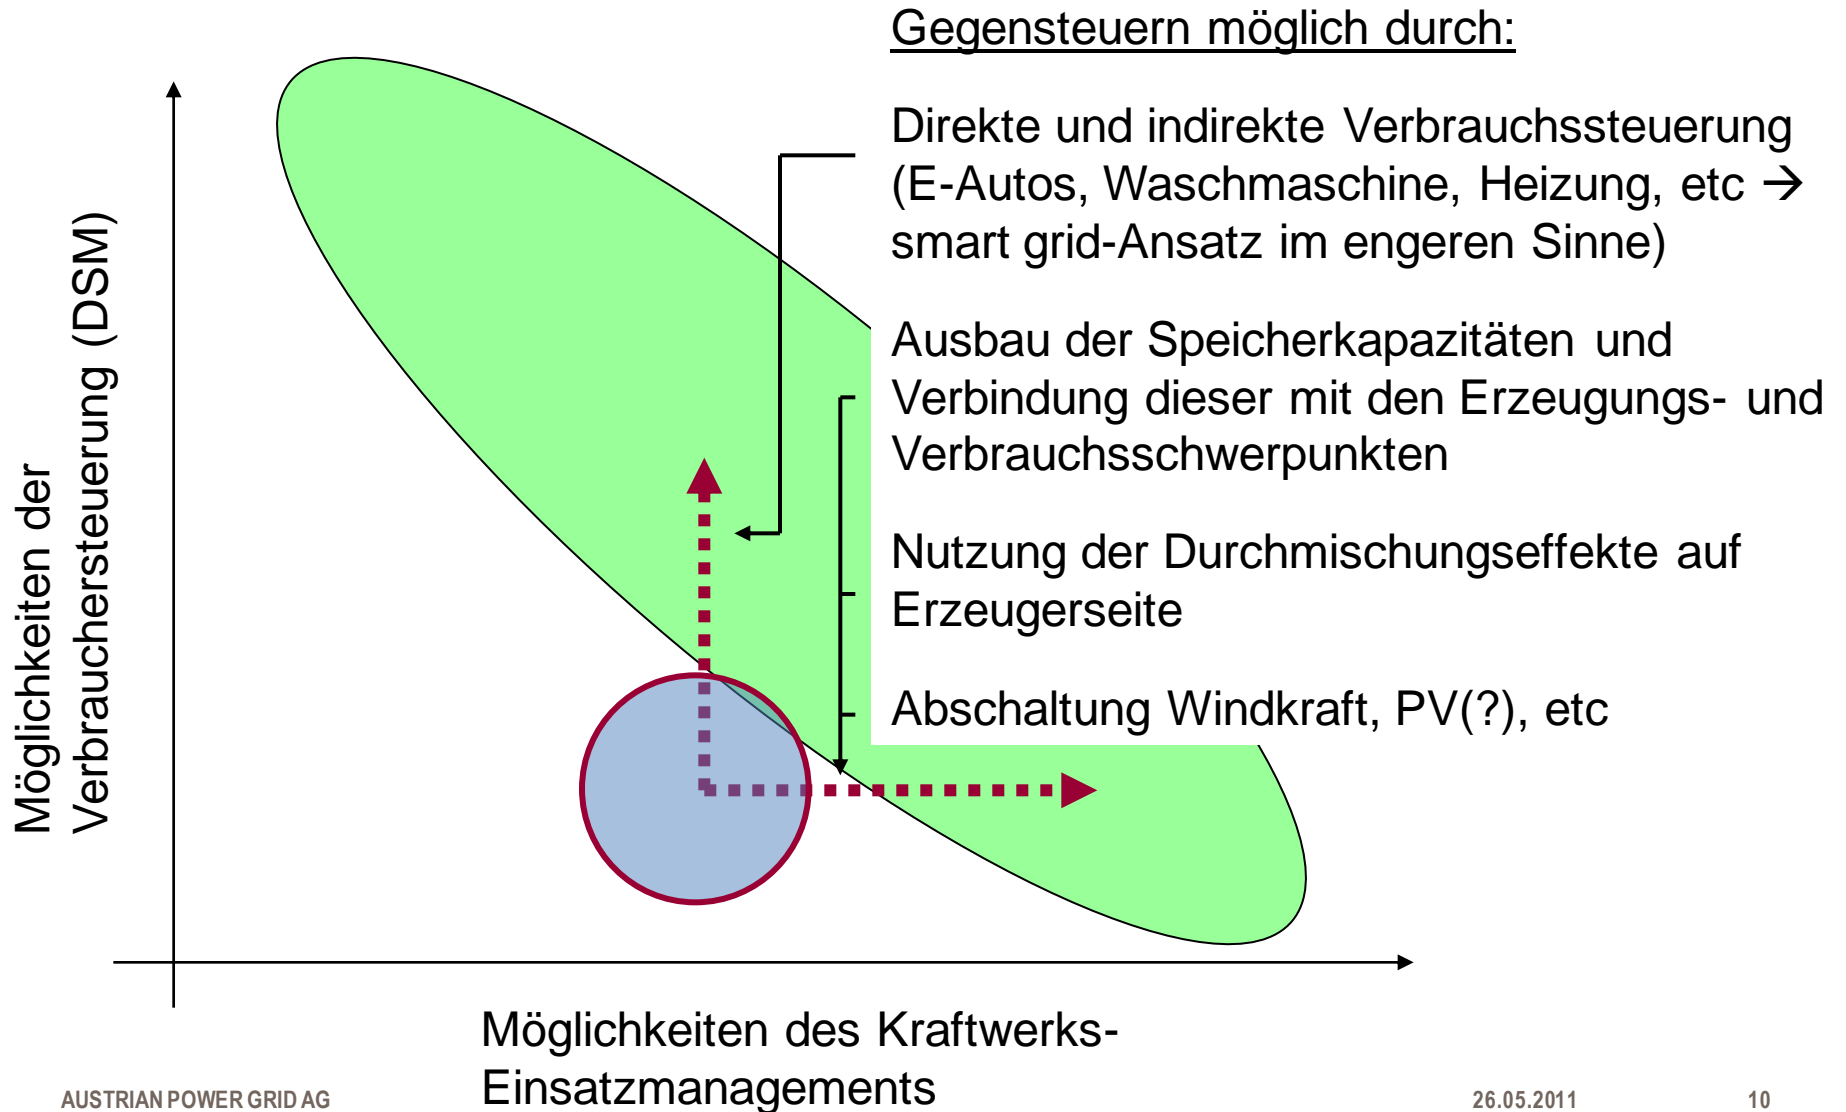 Gegensteuern möglich durch:
Direkte und indirekte Verbrauchssteuerung
(E-Autos, Waschmaschine, Heizung, etc →
smart grid-Ansatz im engeren Sinne)
Ausbau der Speicherkapazitäten und
Verbindung dieser mit den Erzeugungs- und
Verbrauchsschwerpunkten
Nutzung der Durchmischungseffekte auf
Erzeugerseite
Abschaltung Windkraft, PV(?), etc
Möglichkeiten der
Verbrauchersteuerung (DSM)
Möglichkeiten des Kraftwerks-
Einsatzmanagements
AUSTRIAN POWER GRID AG
26.05.2011
10